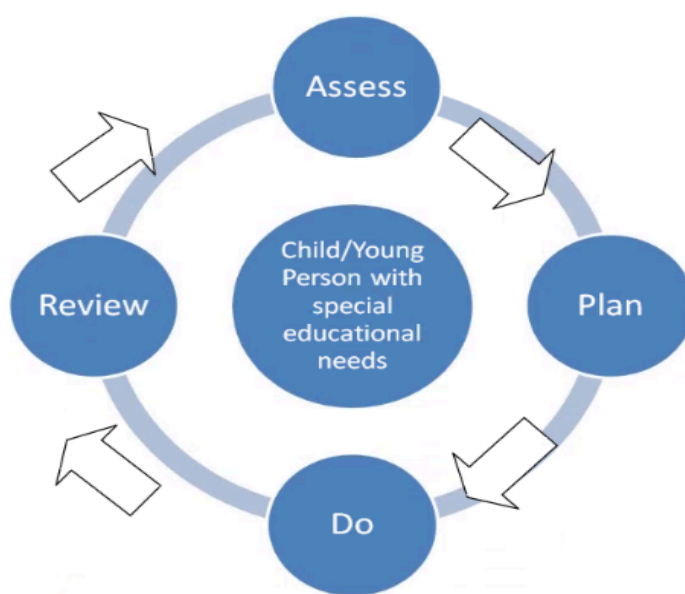 Assess
Child/Young
Person with
special
educational
needs
Review
Plan
Do